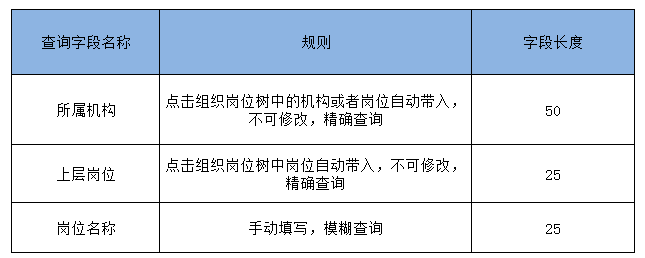 查询字段名称
规则
字段长度
所属机构
点击组织岗位树中的机构或者岗位自动带入，
不可修改，精确查询
50
上层岗位
点击组织岗位树中岗位自动带入，不可修改，
精确查询
25
岗位名称
手动填写，模糊查询
25